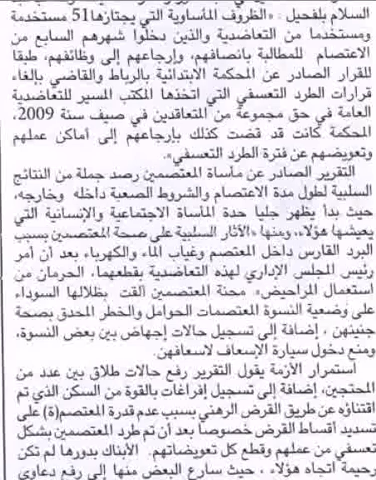 السلام بلفحيل : «الظروف المأساوية التي يجتازها 51 مستخدمة
ومستخدما من التعاضدية والذين دخلوا شهرهم السابع من
الاعتصام للمطالبة بانصافهم، وإرجاعهم إلى وظائفهم، طبقا
للقرار الصادر عن المحكمة الابتدائية بالرباط والقاضي بإلغاء
قرارات الطرد التعسفي التي اتخذها المكتب المسير للتعاضدية
العامة في حق مجموعة من المتعاقدين في صيف سنة 2009،
المحكمة كانت قد قضت كذلك بإرجاعهم إلى أماكن عملهم
وتعويضهم عن فترة الطرد التعسفي».
التقرير الصادر عن مأساة المعتصمين رصد جملة من النتائج
السلبية لطول مدة الاعتصام والشروط الصعبة داخله وخارجه،
حيث بدأ يظهر جليا حدة المأساة الاجتماعية والإنسانية التي
يعيشها هؤلاء، ومنها «الآثار السلبية على صحة المعتصمين بسبب
البرد القارس داخل المعتصم وغياب الماء والكهرباء، بعد أن أمر
رئيس المجلس الإداري لهذه التعاضدية بقطعهما، الحرمان من
استعمال المراحيض» محنة المعتصمين ألقت بظلالها السوداء
على وضعية النسوة المعتصمات الحوامل والخطر المحدق بصحة
جنينهن ، إضافة إلى تسجيل حالات إجهاض بين بعض النسوة،
ومنع دخول سيارة الإسعاف لاسعافهن.
استمرار الأزمة يقول التقرير رفع حالات طلاق بين عدد من
المحتجين، إضافة إلى تسجيل إفراغات بالقوة من السكن الذي تم
اقتناؤه عن طريق القرض الرهني بسبب عدم قدرة المعتصم(ة) على
تسديد أقساط القرض خصوصا بعد أن تم طرد المعتصمين بشكل
تعسفي من عملهم وقطع كل تعويضاتهم. الأبناك بدورها لم تكن
رحيمة اتجاه هؤلاء ، حيث سارع البعض منها إلى رفع دعاوي